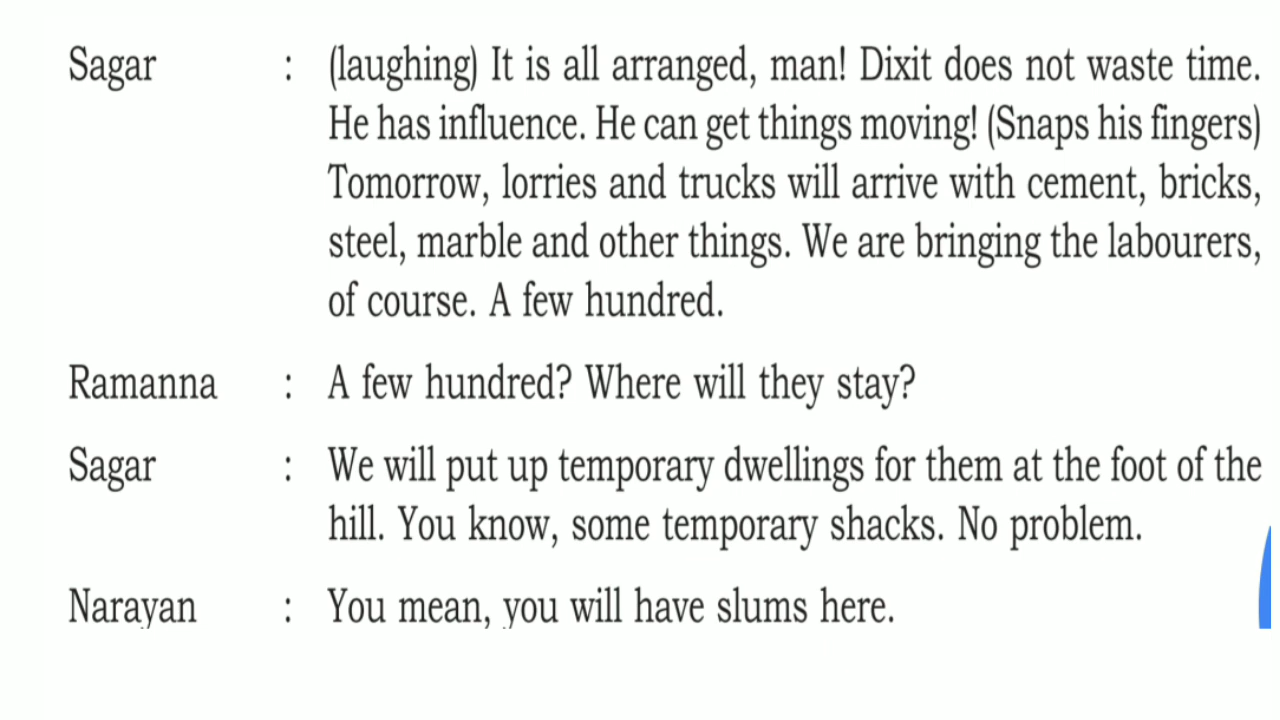 Sagar : (laughing) It is all arranged, man! Dixit does not waste time.
He has influence. He can get things moving! (Snaps his fingers)
Tomorrow, lorries and trucks will arrive with cement, bricks,
steel, marble and other things. We are bringing the labourers,
of course. A few hundred.
Ramanna : A few hundred? Where will they stay?
Sagar : We will put up temporary dwellings for them at the foot of the
hill. You know, some temporary shacks. No problem.
Narayan : You mean, you will have slums here.